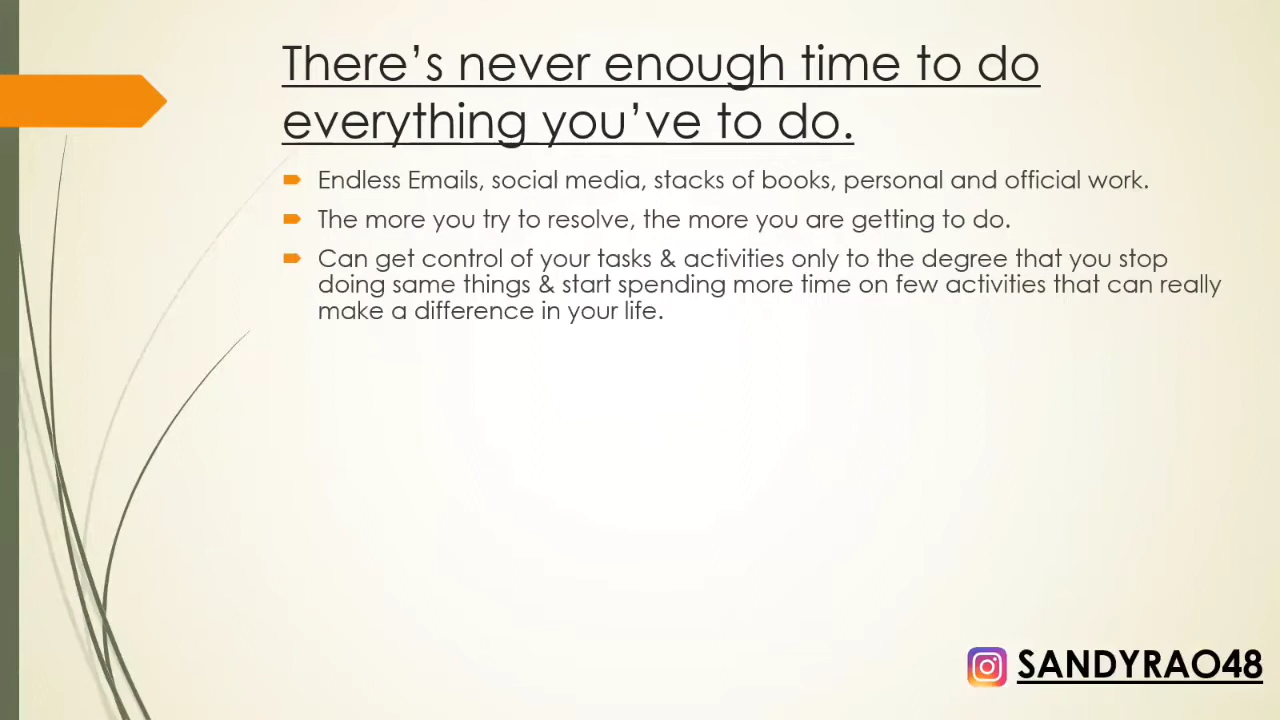 There’s never enough time to do
everything you’ve to do.
Endless Emails, social media, stacks of books, personal and official work.
The more you try to resolve, the more you are getting to do.
Can get control of your tasks & activities only to the degree that you stop
doing same things & start spending more time on few activities that can really
make a difference in your life.
SANDYRAO48